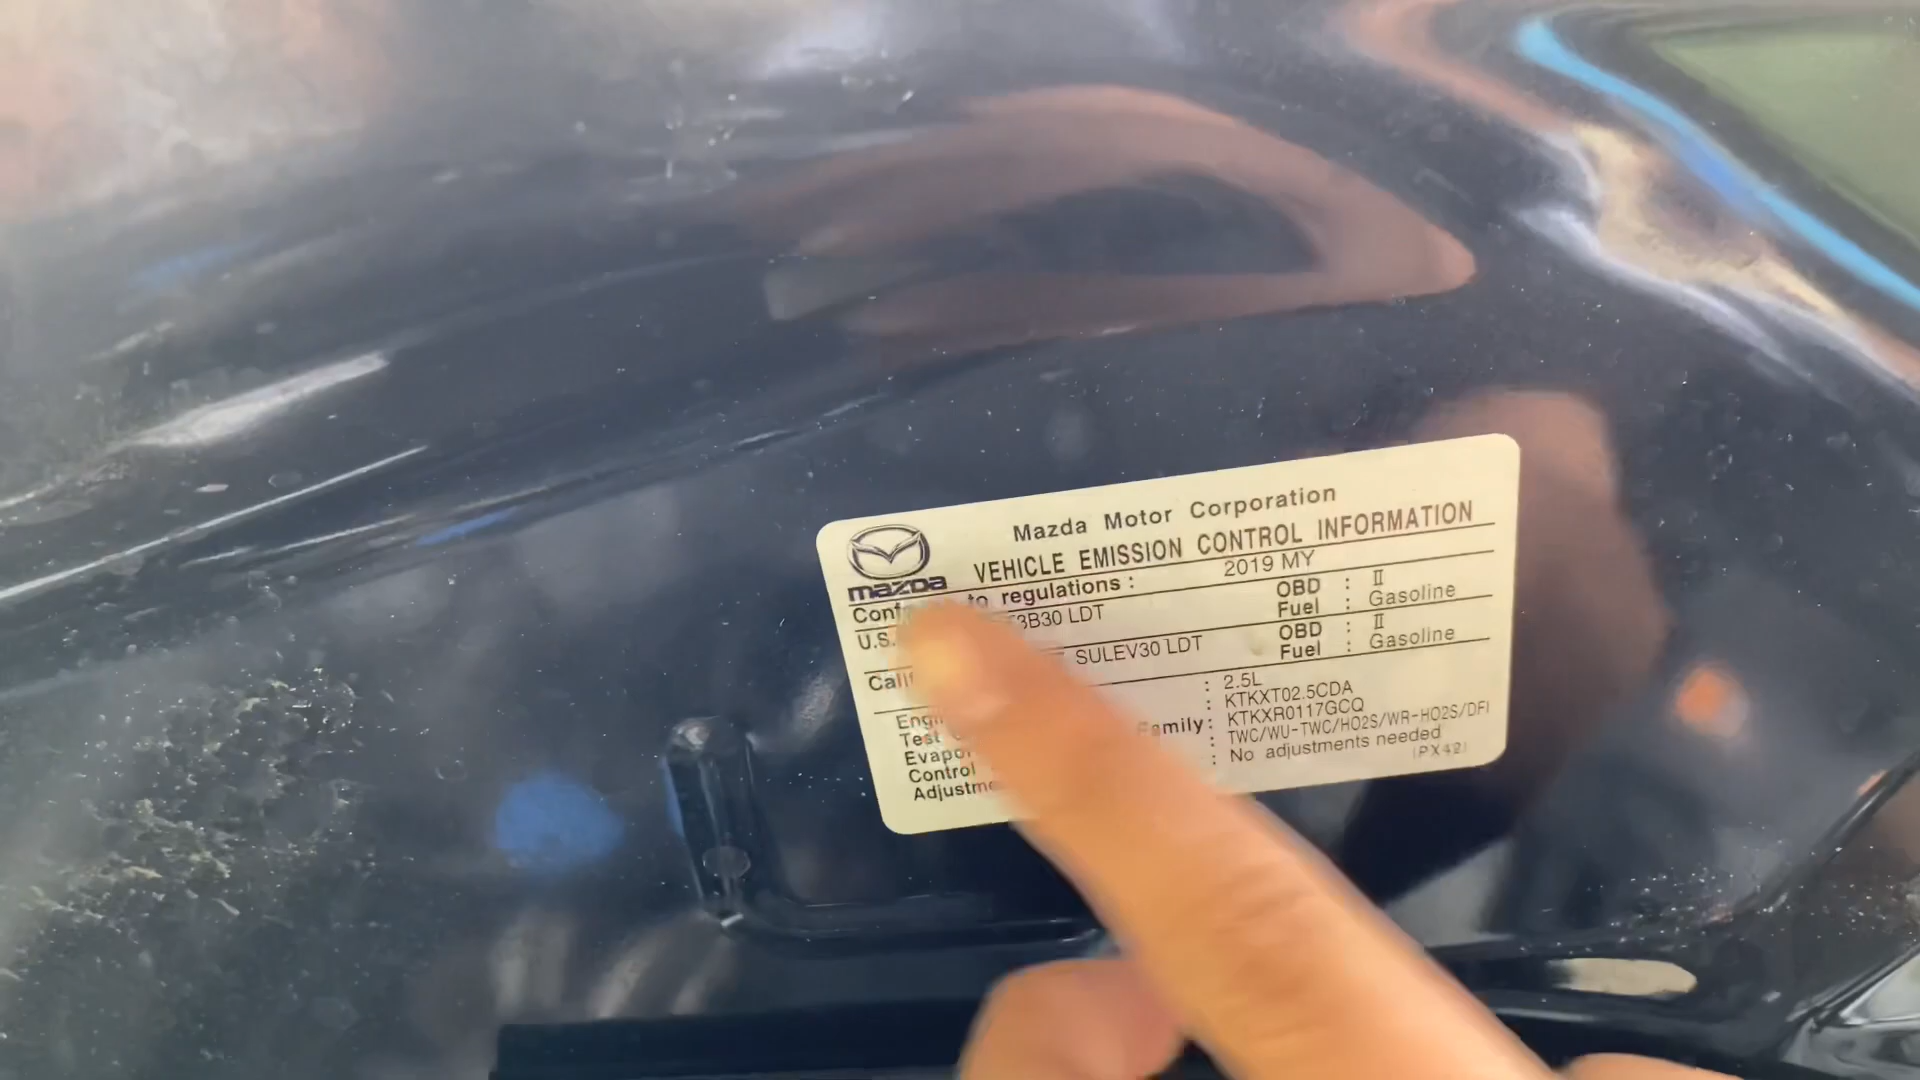 Mazda Motor Corporation
mazda
VEHICLE EMISSION CONTROL INFORMATION
to regulations : 2019 MY
U.S. T3B30 LDT OBD : II
Fuel : Gasoline
SULEV30 LDT OBD : II
Fuel : Gasoline
: 2.5L
Test : KTKXT02.5CDA
Family : KTKXR0117GCQ
Control : TWC/WU-TWC/HO2S/WR-HO2S/DFI
: No adjustments needed
(PX42)